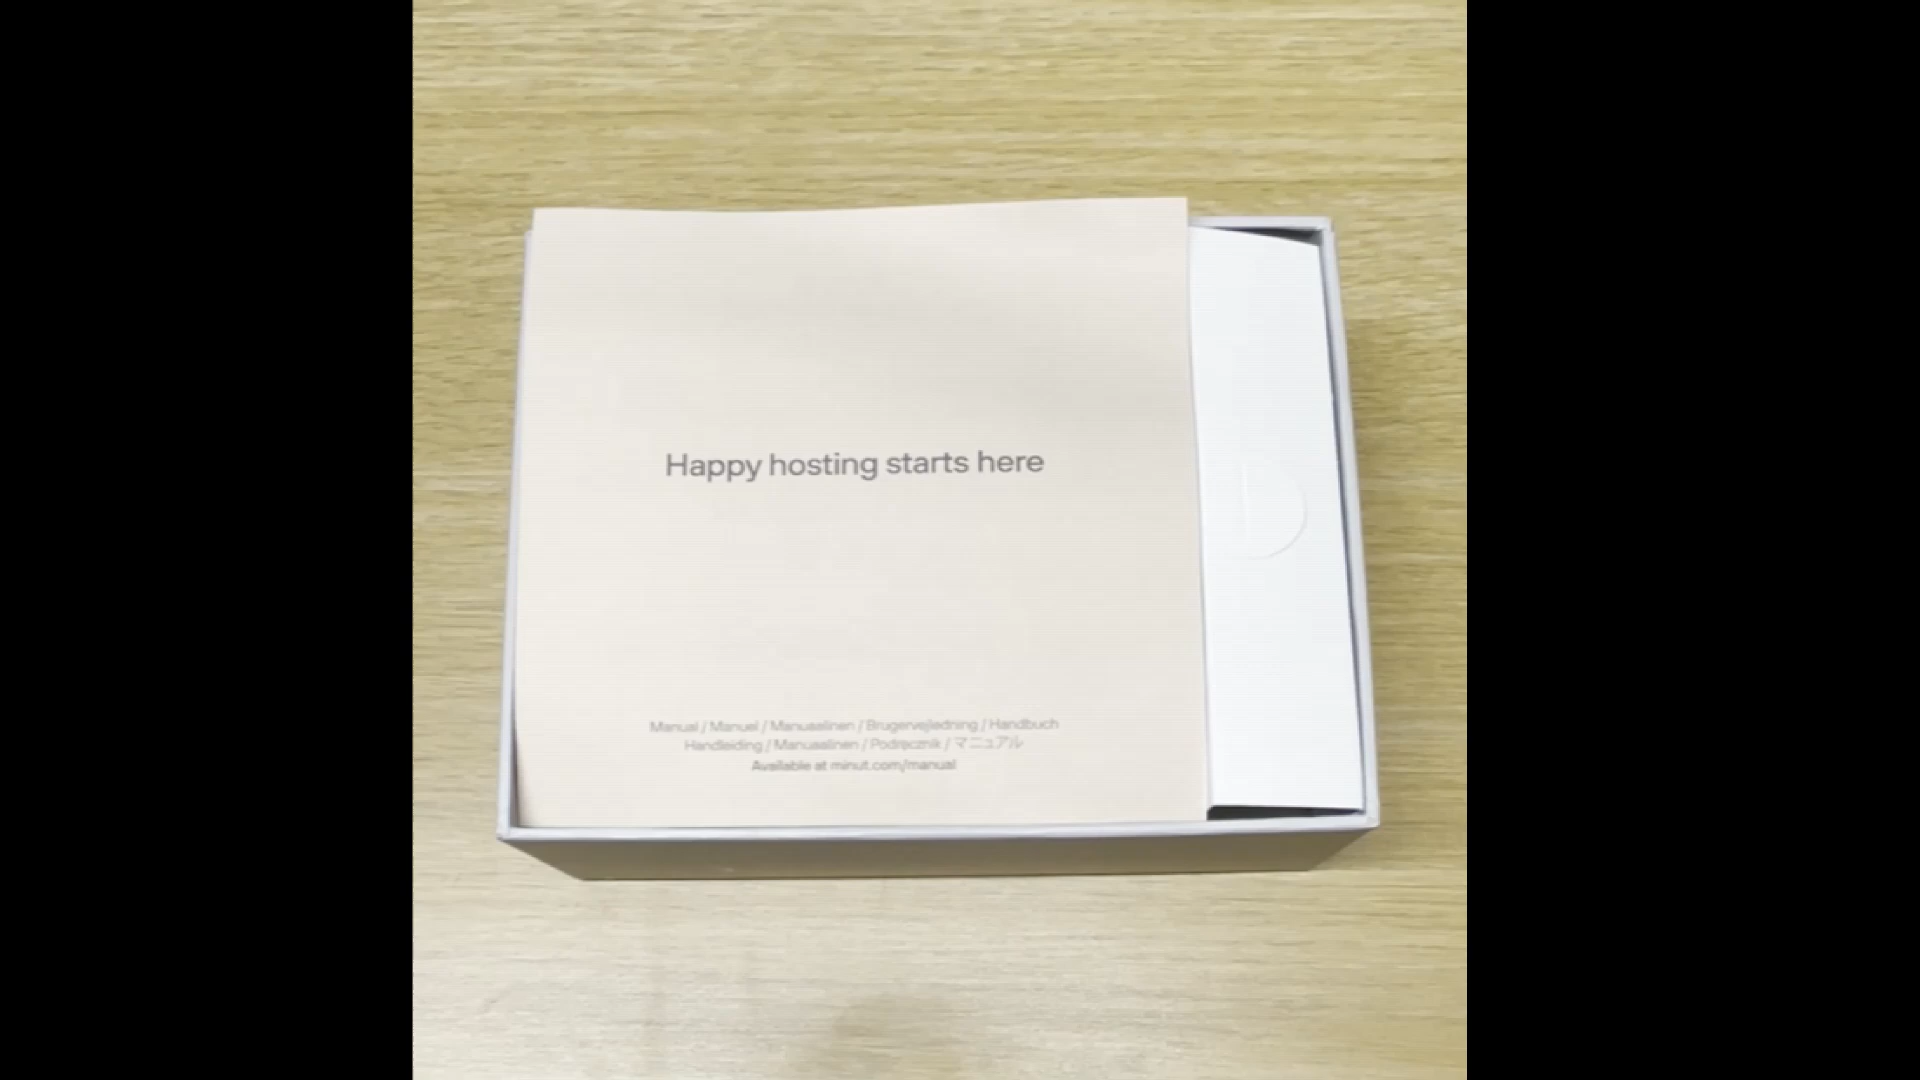 Happy hosting starts here
Manual / Manuel / Manuaalinen / Brugervejledning / Handbuch
Handleiding / Manuaalinen / Podręcznik / マニュアル
Available at minut.com/manual